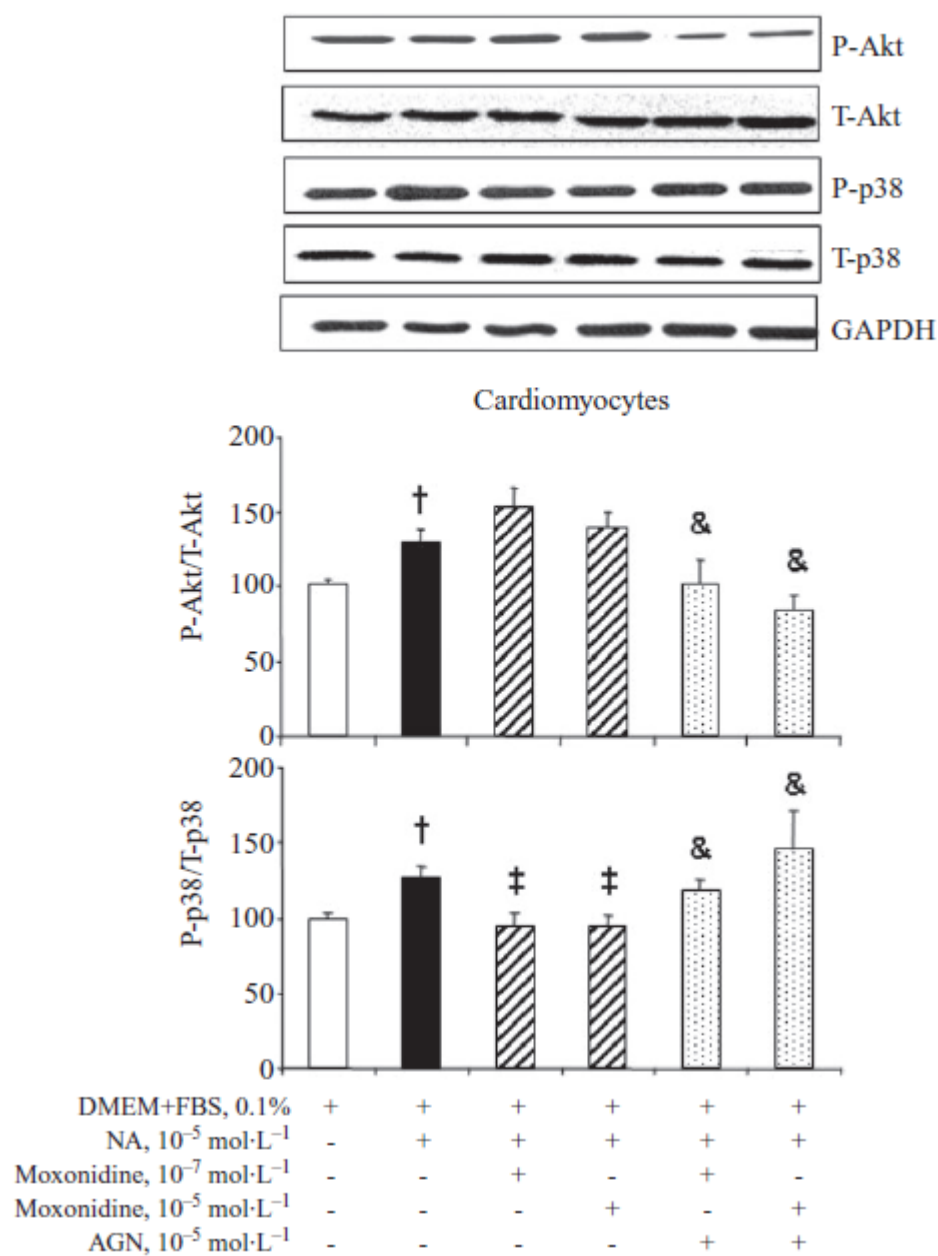 P-Akt
T-Akt
P-p38
T-p38
GAPDH
Cardiomyocytes
P-Akt/T-Akt
200
150
100
50
0
†
&
&
P-p38/T-p38
200
150
100
50
0
†
‡
‡
&
&
DMEM+FBS, 0.1% + + + + + +
NA, 10⁻⁵ mol·L⁻¹ - + + + + +
Moxonidine, 10⁻⁷ mol·L⁻¹ - - + - + -
Moxonidine, 10⁻⁵ mol·L⁻¹ - - - + - +
AGN, 10⁻⁵ mol·L⁻¹ - - - - + +